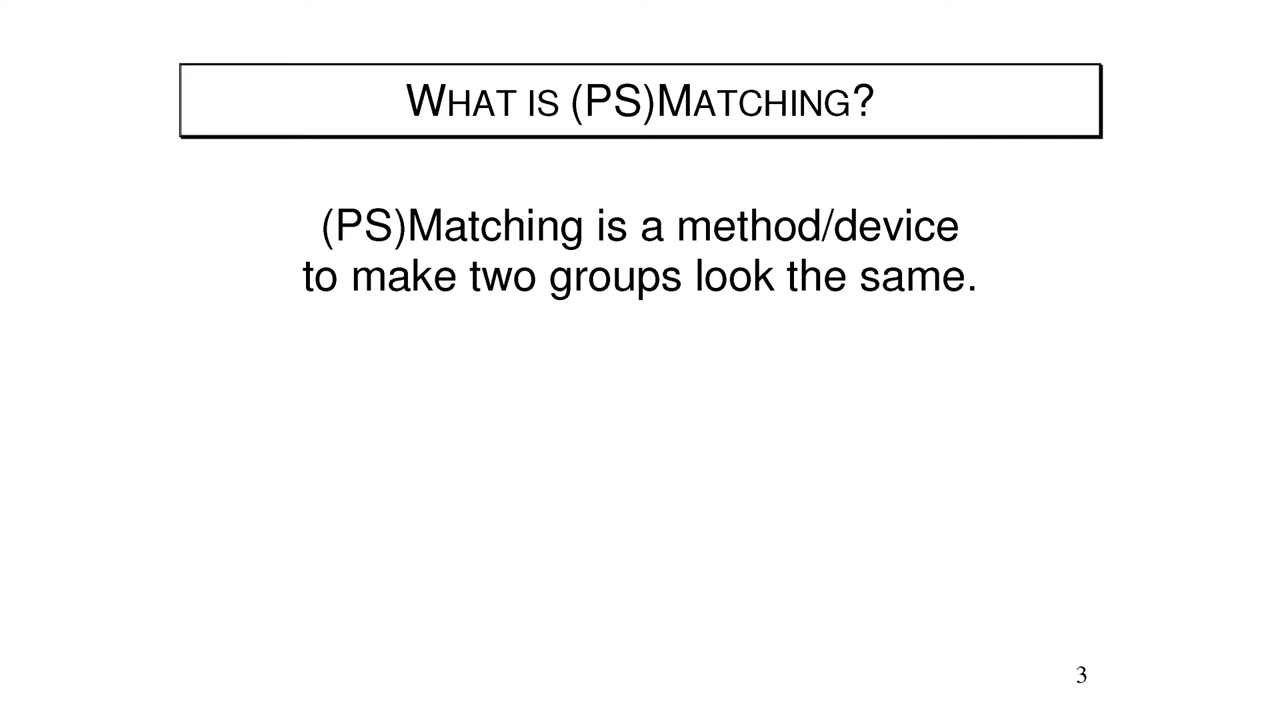 WHAT IS (PS)MATCHING?
(PS)Matching is a method/device
to make two groups look the same.
3